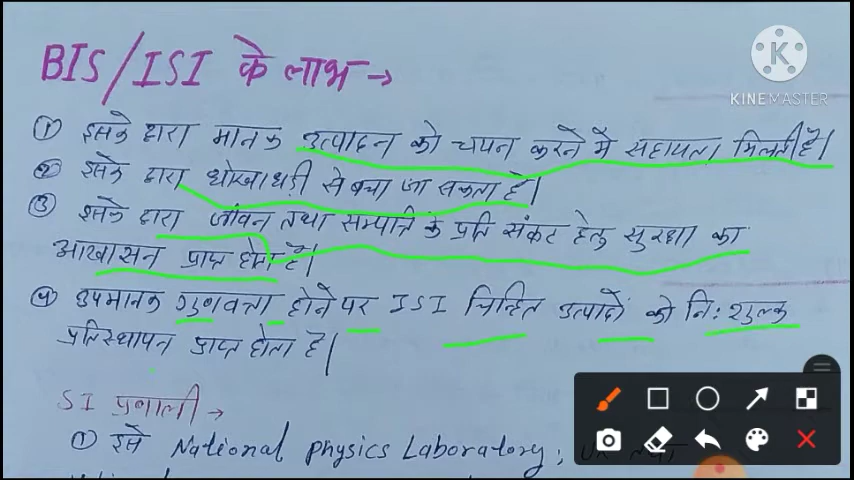 BIS/ISI के लाभ →
KINEMASTER
① इसके द्वारा मानक उत्पादन को चयन करने में सहायता मिलती है।
② इसके द्वारा धोखाधड़ी से बचा जा सकता है।
③ इसके द्वारा जीवन तथा सम्पत्ति के प्रति संकट हेतु सुरक्षा का
आश्वासन प्राप्त होता है।
④ उपमानक गुणवत्ता होने पर ISI चिन्हित उत्पादों को नि: शुल्क
प्रतिस्थापन प्राप्त होता है।
SI प्रणाली →
① इसे National physics Laboratory;